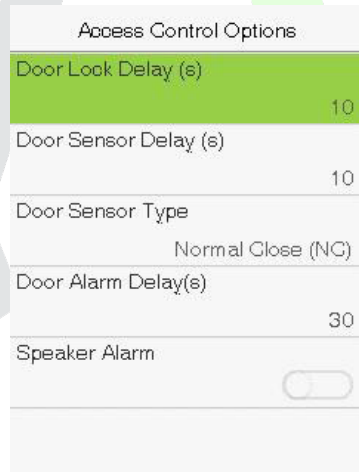 Access Control Options
Door Lock Delay (s)
10
Door Sensor Delay (s)
10
Door Sensor Type
Normal Close (NC)
Door Alarm Delay(s)
30
Speaker Alarm